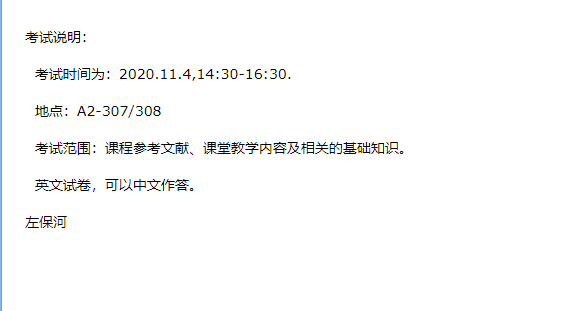 考试说明：
考试时间为：2020.11.4,14:30-16:30.
地点：A2-307/308
考试范围：课程参考文献、课堂教学内容及相关的基础知识。
英文试卷，可以中文作答。
左保河